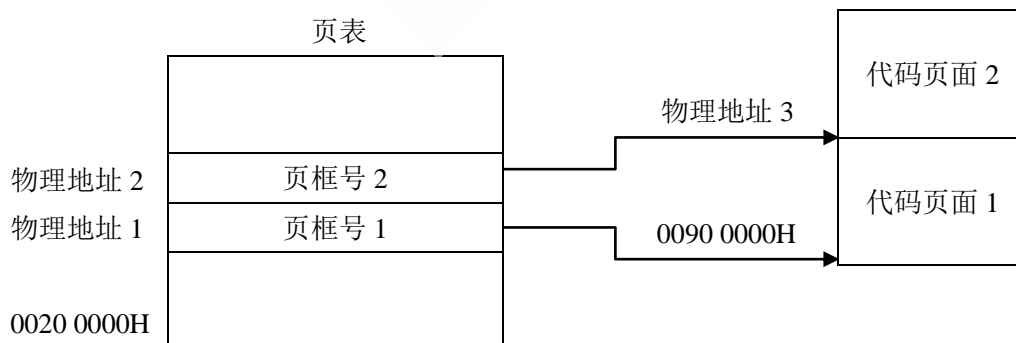 页表
代码页面 2
物理地址 3
物理地址 2
页框号 2
代码页面 1
物理地址 1
页框号 1
0090 0000H
0020 0000H